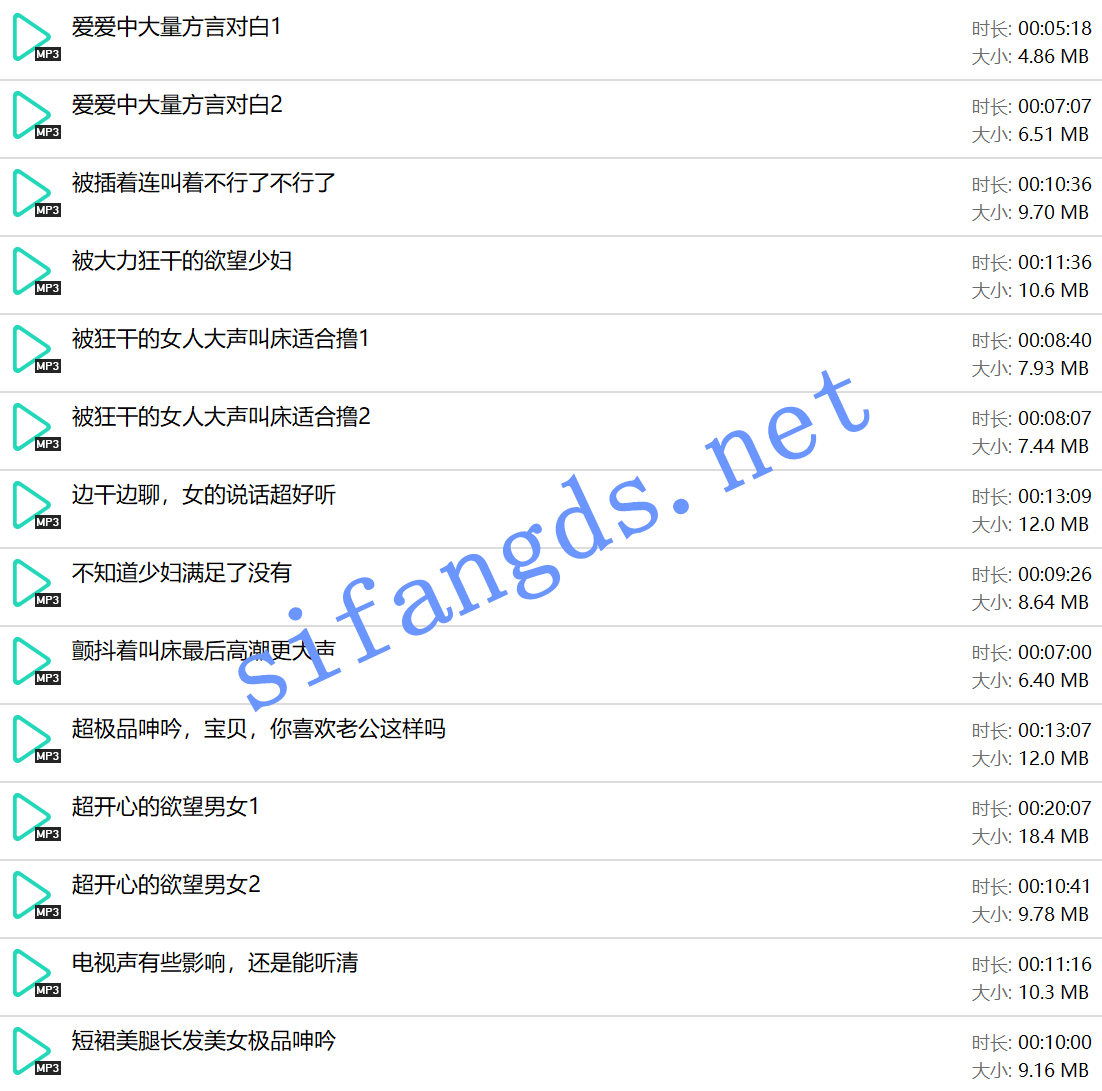 爱爱中大量方言对白1
时长: 00:05:18
MP3
大小: 4.86 MB
爱爱中大量方言对白2
时长: 00:07:07
MP3
大小: 6.51 MB
被插着连叫着不行了不行了
时长: 00:10:36
MP3
大小: 9.70 MB
被大力狂干的欲望少妇
时长: 00:11:36
MP3
大小: 10.6 MB
被狂干的女人大声叫床适合撸1
时长: 00:08:40
MP3
大小: 7.93 MB
被狂干的女人大声叫床适合撸2
时长: 00:08:07
MP3
大小: 7.44 MB
边干边聊，女的说话超好听
时长: 00:13:09
MP3
大小: 12.0 MB
不知道少妇满足了没有
时长: 00:09:26
MP3
大小: 8.64 MB
颤抖着叫床最后高潮更大声
时长: 00:07:00
MP3
大小: 6.40 MB
超极品呻吟，宝贝，你喜欢老公这样吗
时长: 00:13:07
MP3
大小: 12.0 MB
超开心的欲望男女1
时长: 00:20:07
MP3
大小: 18.4 MB
超开心的欲望男女2
时长: 00:10:41
MP3
大小: 9.78 MB
电视声有些影响，还是能听清
时长: 00:11:16
MP3
大小: 10.3 MB
短裙美腿长发美女极品呻吟
时长: 00:10:00
MP3
大小: 9.16 MB
sifangds.net